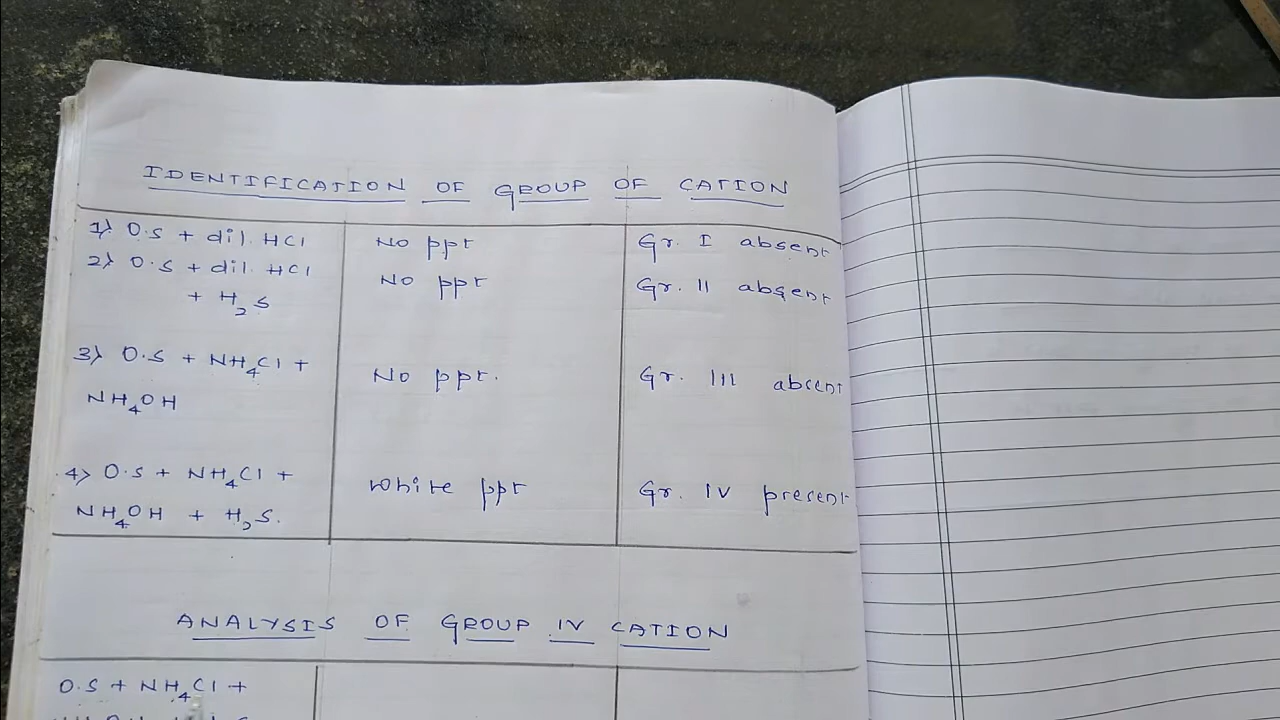 IDENTIFICATION OF GROUP OF CATION
1) O.S + dil. HCl No ppt Gr. I absent
2) O.S + dil. HCl No ppt Gr. II absent
+ H₂S
3) O.S + NH₄Cl + No ppt. Gr. III absent
NH₄OH
4) O.S + NH₄Cl + White ppt Gr. IV present
NH₄OH + H₂S.
ANALYSIS OF GROUP IV CATION
O.S + NH₄Cl +